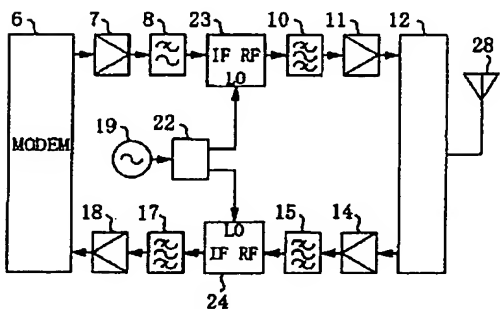 6 7 8 23 10 11 12
28
IF RF
LO
19 22
MODEM
18 17 LO 15 14
IF RF
24